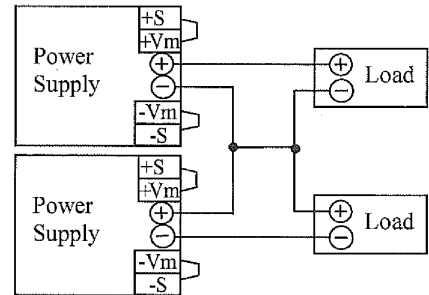 +S
+Vm
Power
Supply
+
−
-Vm
-S
+
−
Load
+S
+Vm
Power
Supply
+
−
-Vm
-S
+
−
Load